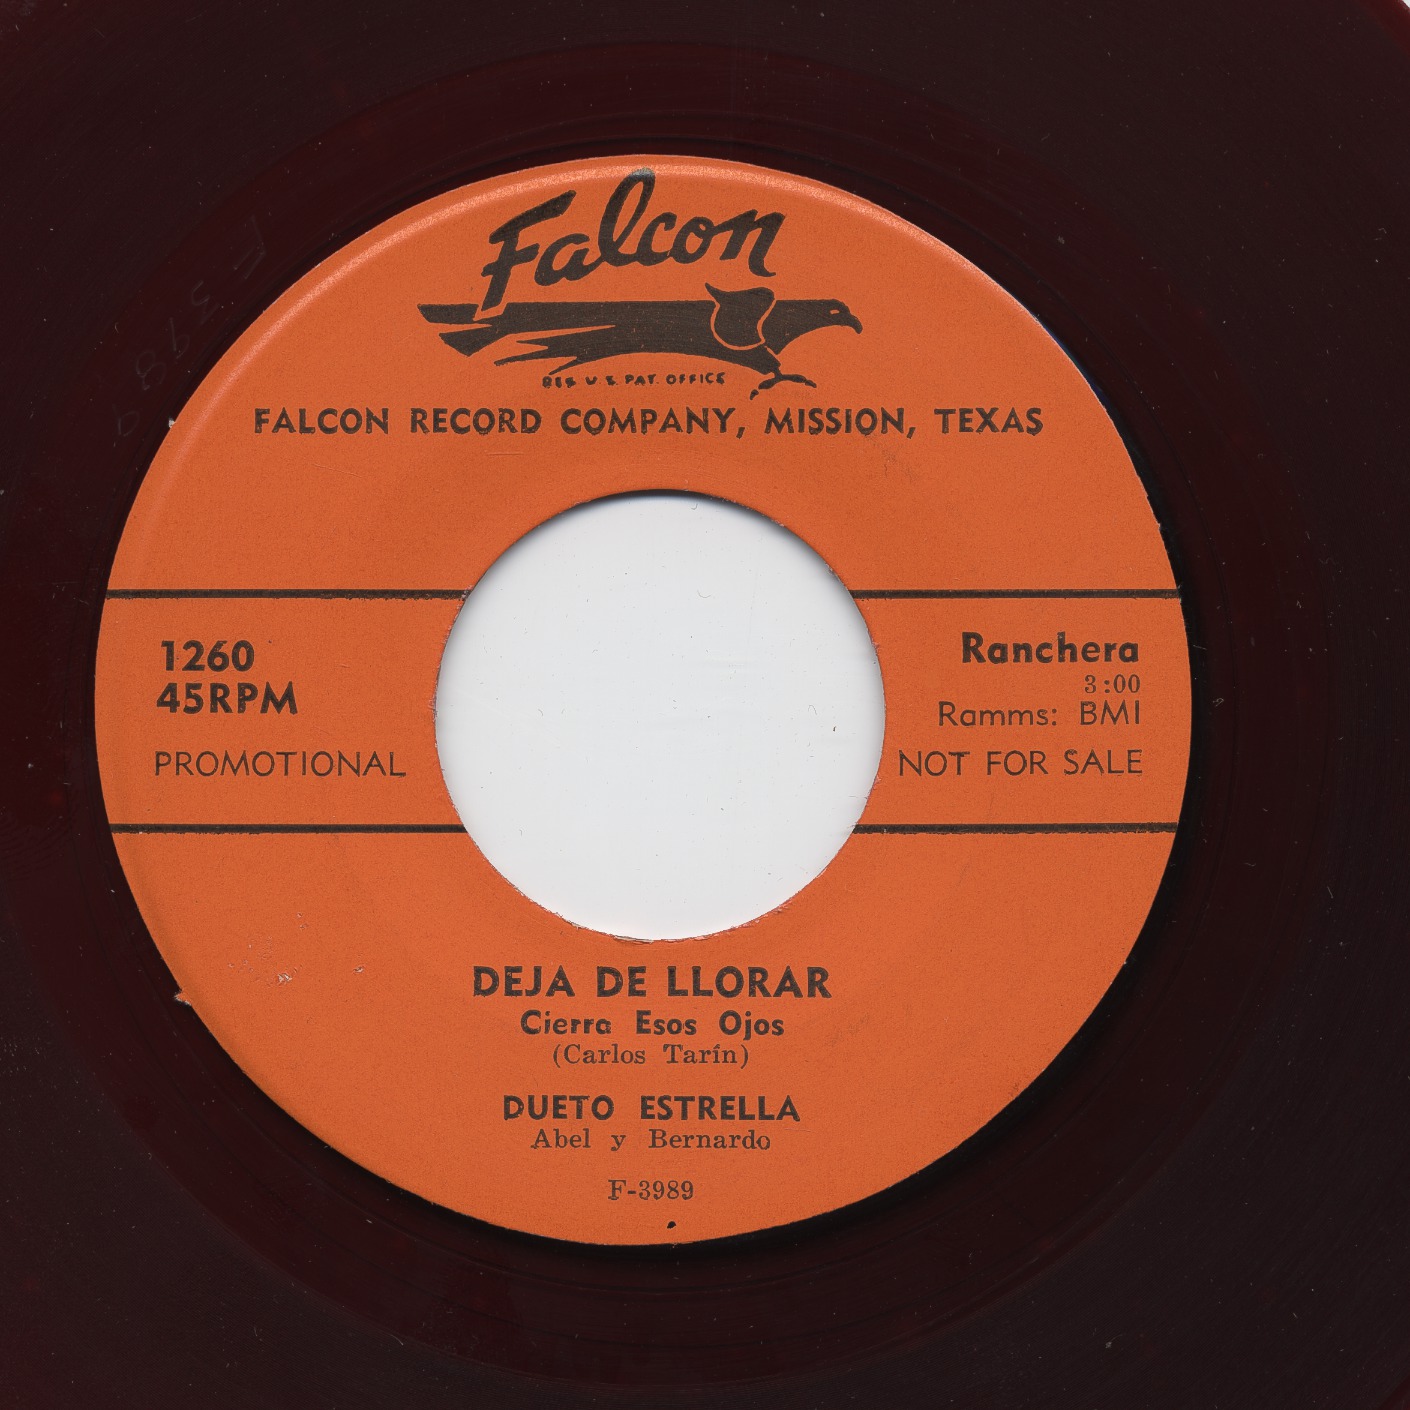 Falcon
REG. U.S. PAT. OFFICE
FALCON RECORD COMPANY, MISSION, TEXAS
1260
45RPM
PROMOTIONAL
Ranchera
3:00
Ramms: BMI
NOT FOR SALE
DEJA DE LLORAR
Cierra Esos Ojos
(Carlos Tarín)
DUETO ESTRELLA
Abel y Bernardo
F-3989
F 3989